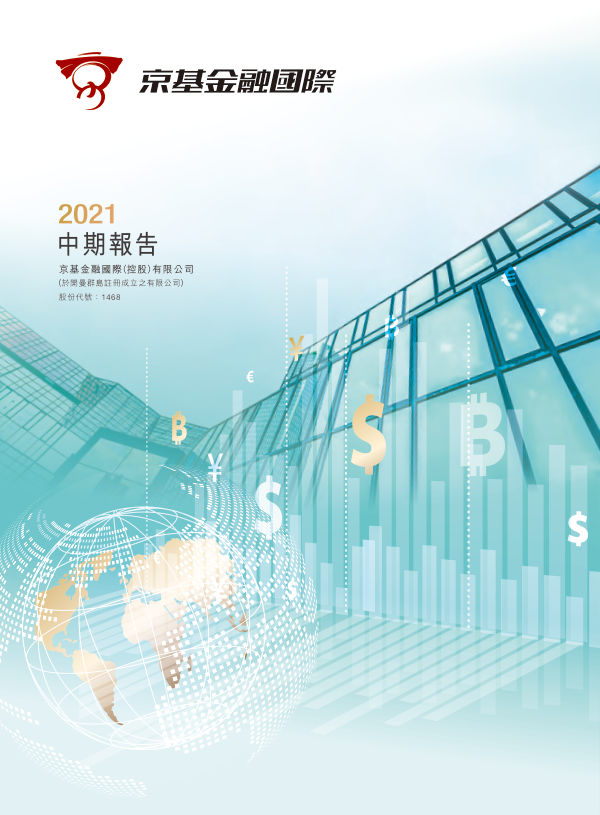 京基金融國際
2021
中期報告
京基金融國際(控股)有限公司
(於開曼群島註冊成立之有限公司)
股份代號：1468